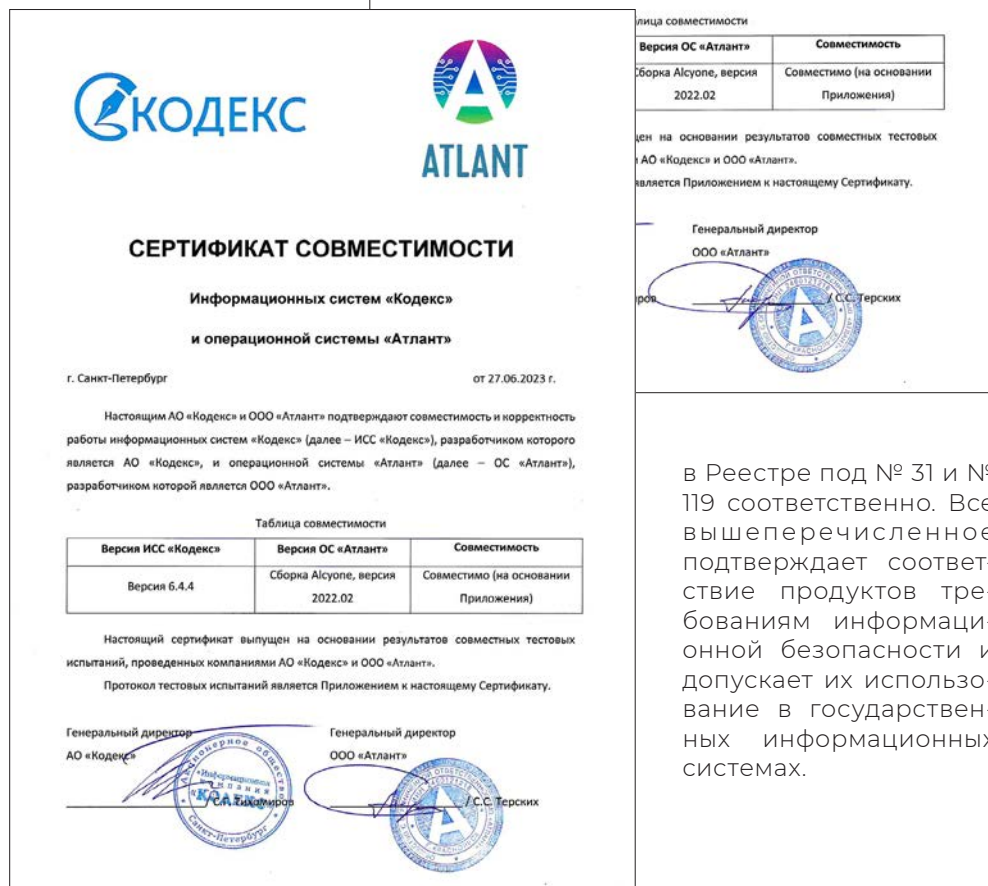 КОДЕКС
ATLANT
СЕРТИФИКАТ СОВМЕСТИМОСТИ
Информационных систем «Кодекс»
и операционной системы «Атлант»
г. Санкт-Петербург от 27.06.2023 г.
Настоящим АО «Кодекс» и ООО «Атлант» подтверждают совместимость и корректность
работы информационных систем «Кодекс» (далее – ИСС «Кодекс»), разработчиком которого
является АО «Кодекс», и операционной системы «Атлант» (далее – ОС «Атлант»),
разработчиком которой является ООО «Атлант».
Таблица совместимости
Версия ИСС «Кодекс» Версия ОС «Атлант» Совместимость
Версия 6.4.4 Сборка Alcyone, версия 2022.02 Совместимо (на основании Приложения)
Настоящий сертификат выпущен на основании результатов совместных тестовых
испытаний, проведенных компаниями АО «Кодекс» и ООО «Атлант».
Протокол тестовых испытаний является Приложением к настоящему Сертификату.
Генеральный директор Генеральный директор
АО «Кодекс» ООО «Атлант»
С.Л. Тихомиров / С.С. Терских
Акционерное общество
«Информационная
компания
КОДЕКС
Санкт-Петербург
лица совместимости
Версия ОС «Атлант» Совместимость
Сборка Alcyone, версия Совместимо (на основании
2022.02 Приложения)
ен на основании результатов совместных тестовых
АО «Кодекс» и ООО «Атлант».
является Приложением к настоящему Сертификату.
Генеральный директор
ООО «Атлант»
ров / С.С. Терских
в Реестре под № 31 и №
119 соответственно. Все
вышеперечисленное
подтверждает соответ-
ствие продуктов тре-
бованиям информаци-
онной безопасности и
допускает их использо-
вание в государствен-
ных информационных
системах.